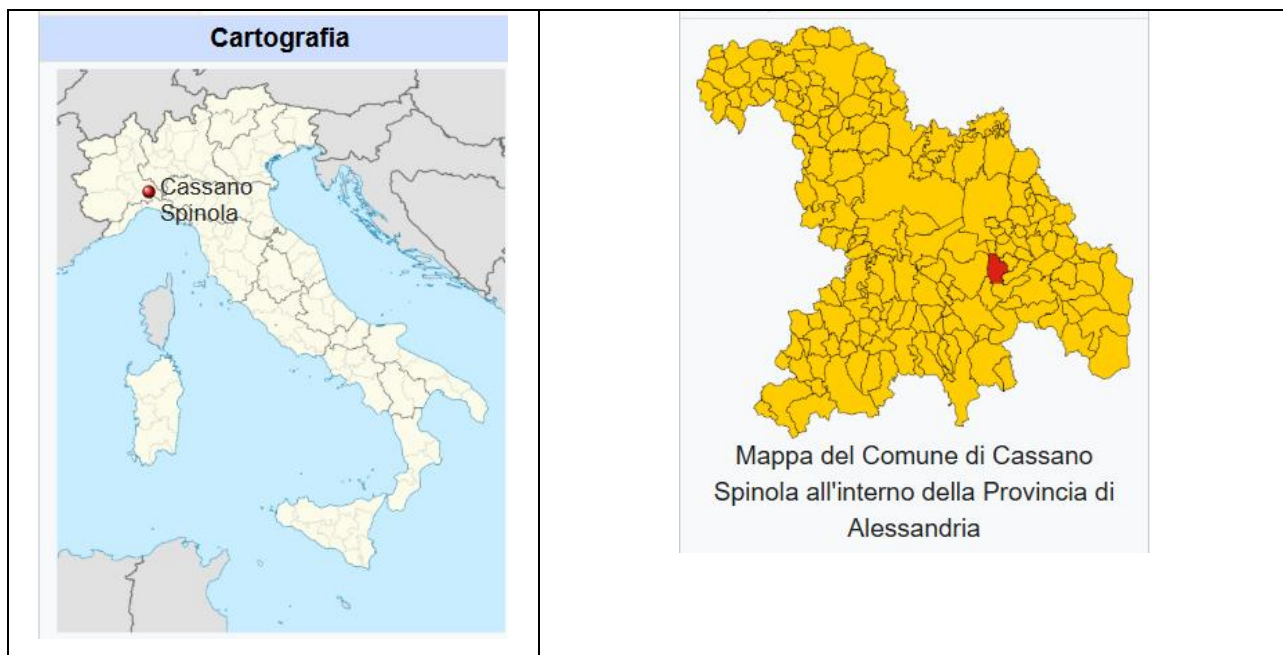 Cartografia
Cassano
Spinola
Mappa del Comune di Cassano
Spinola all'interno della Provincia di
Alessandria